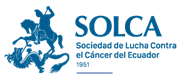 SOLCA
Sociedad de Lucha Contra
el Cáncer del Ecuador
1951